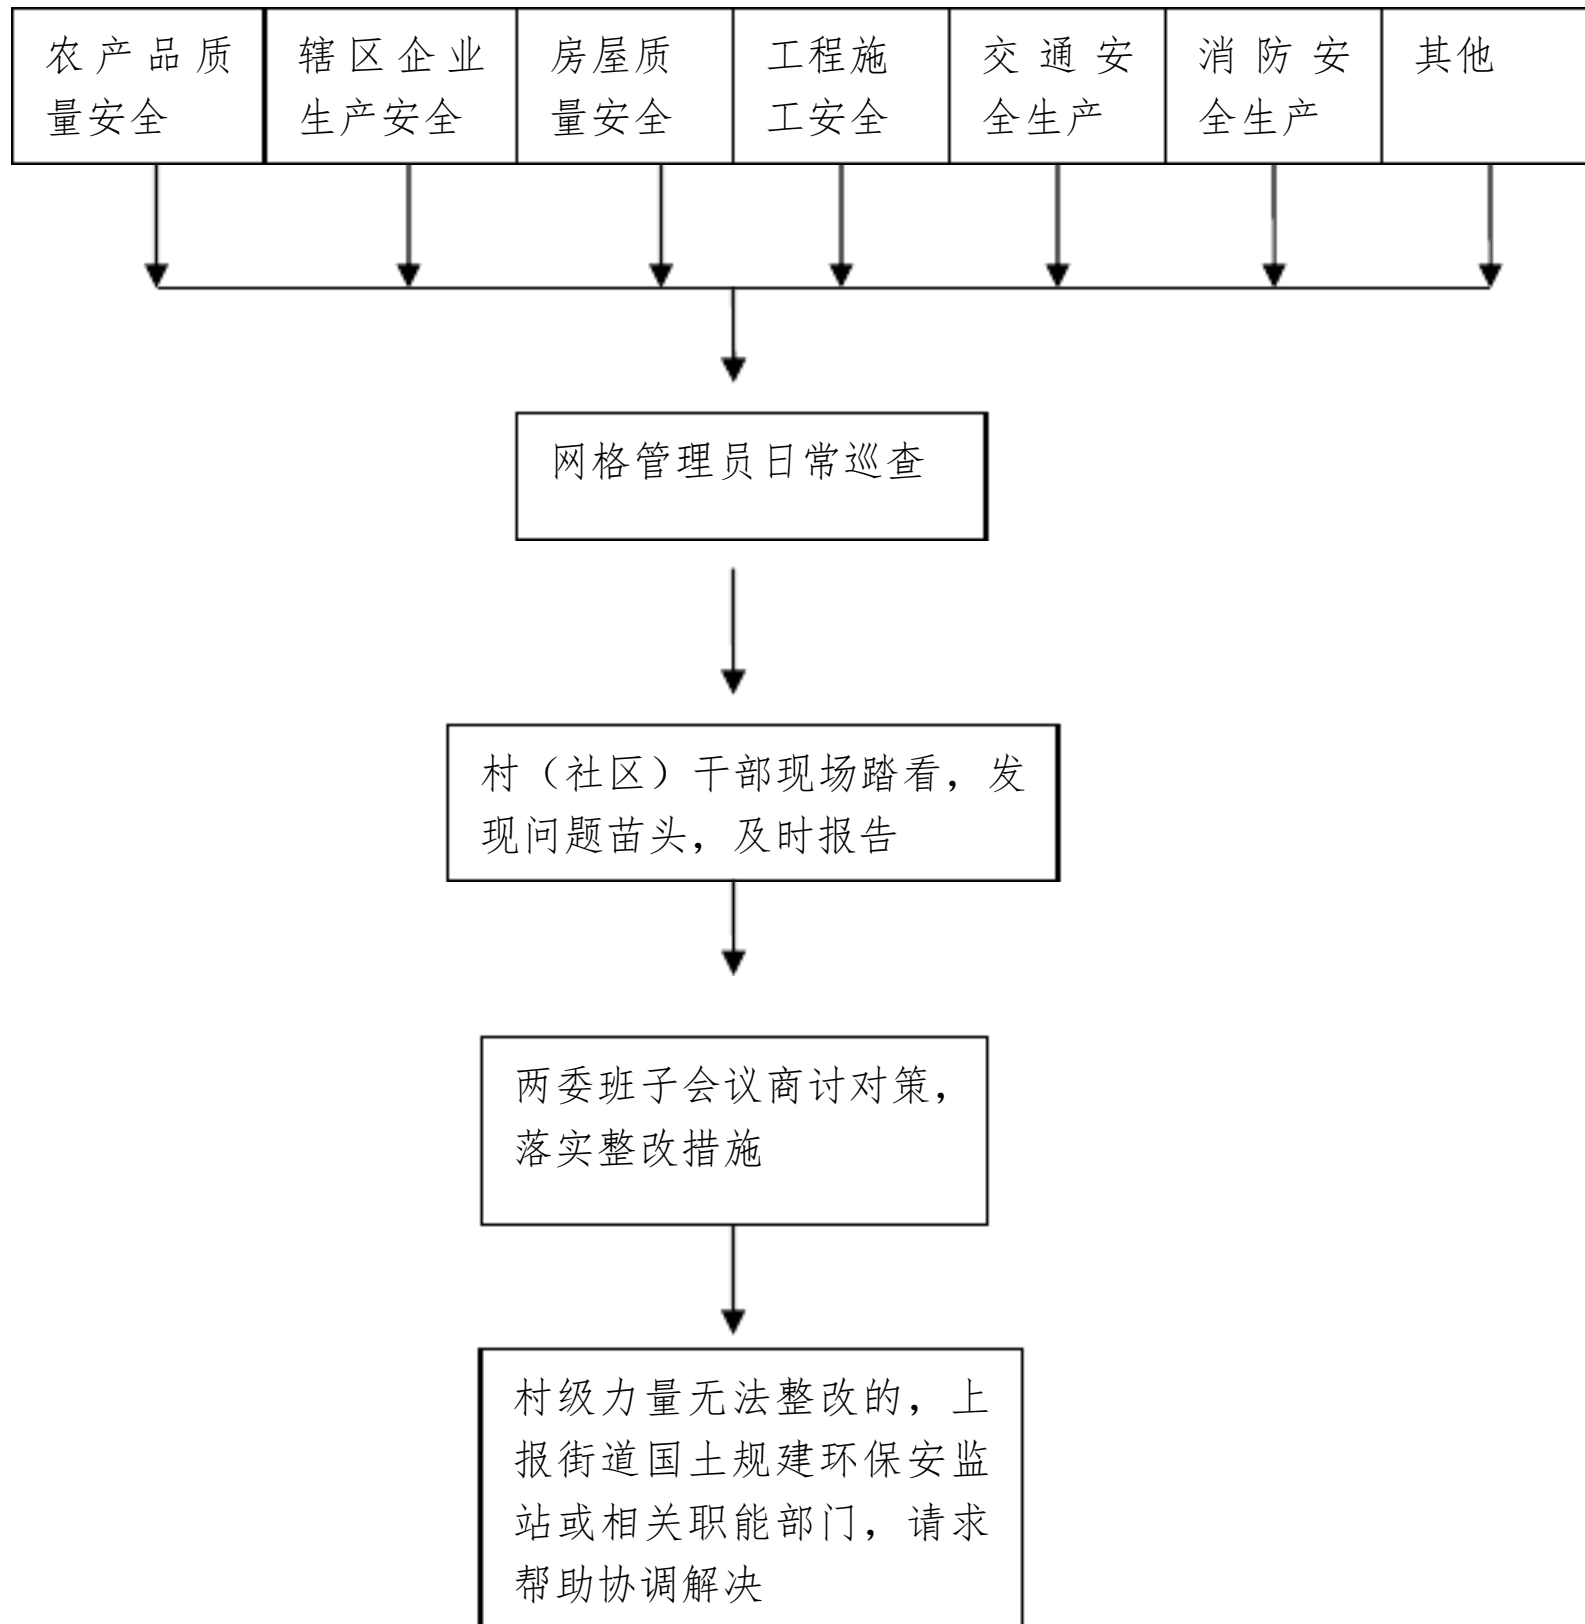 农产品质
量安全
辖区企业
生产安全
房屋质
量安全
工程施
工安全
交通安
全生产
消防安
全生产
其他
网格管理员日常巡查
村（社区）干部现场踏看，发
现问题苗头，及时报告
两委班子会议商讨对策，
落实整改措施
村级力量无法整改的，上
报街道国土规建环保安监
站或相关职能部门，请求
帮助协调解决